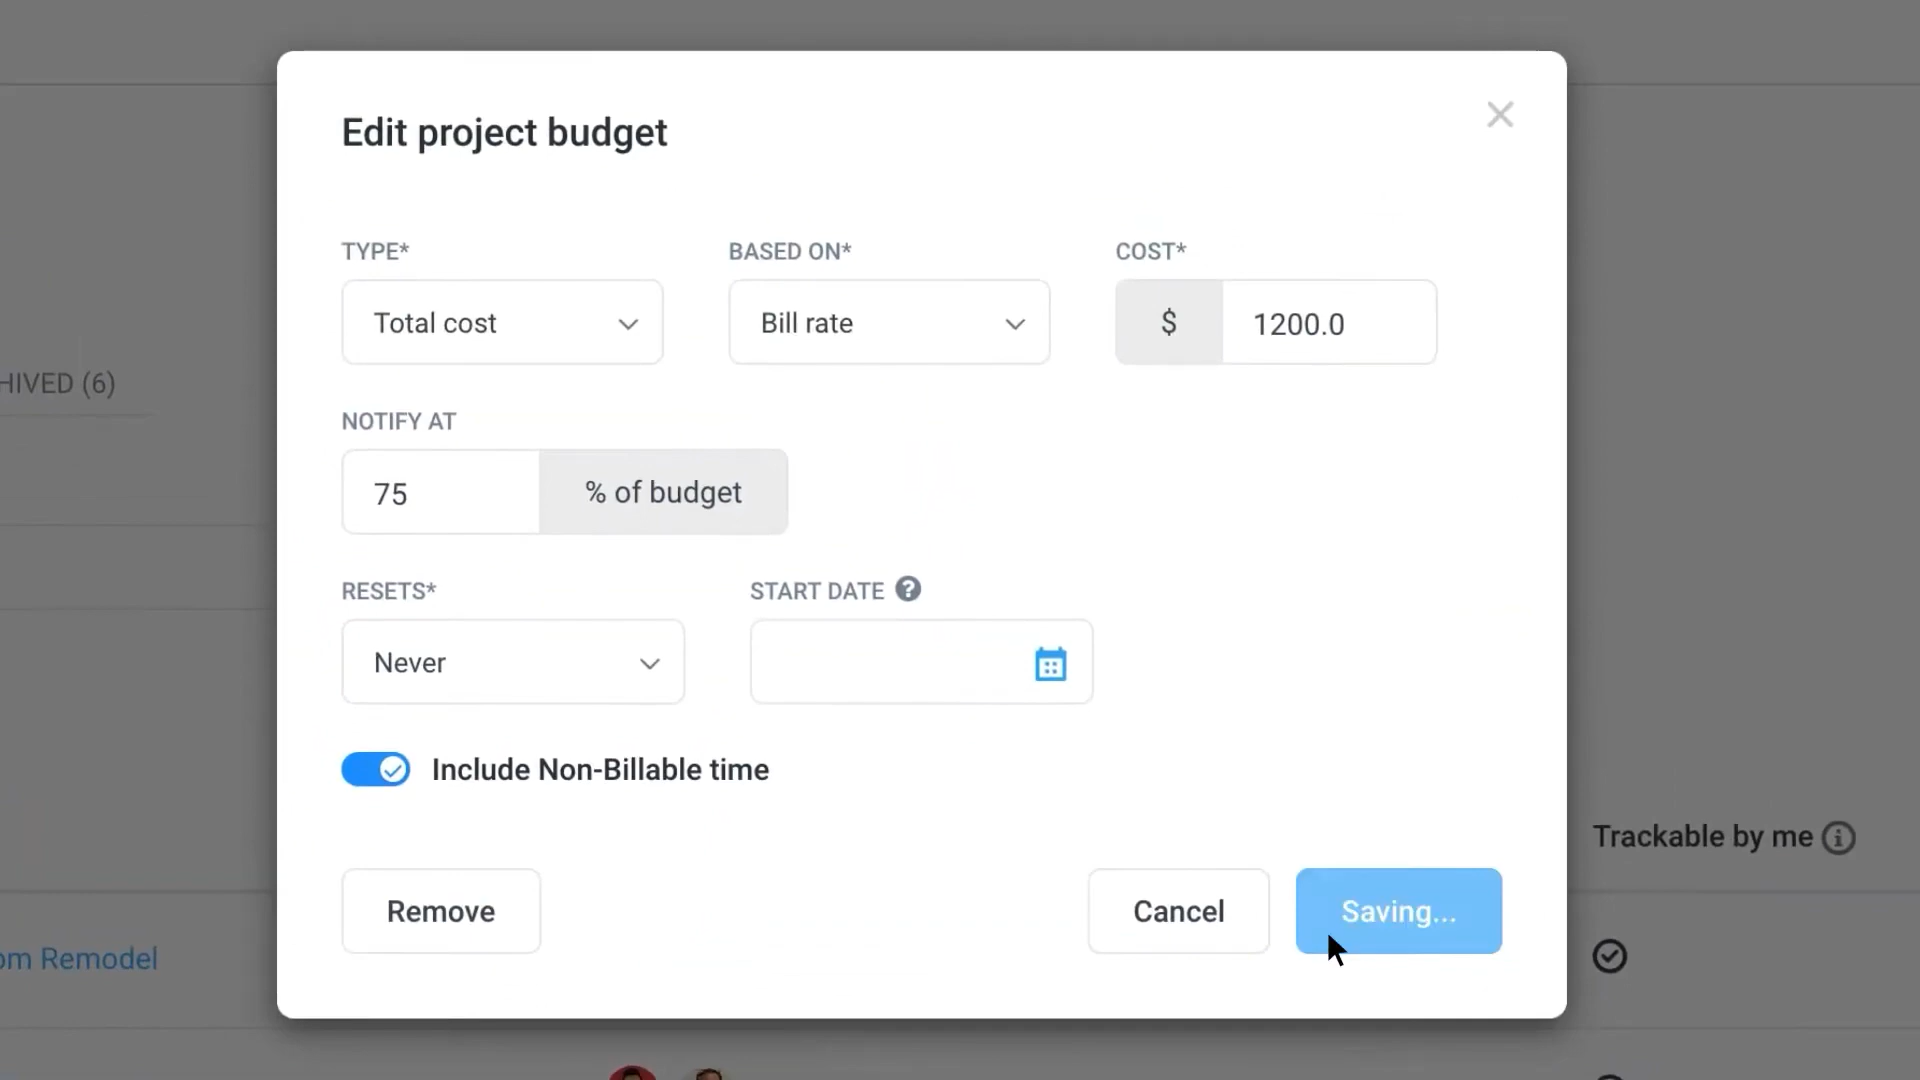 Edit project budget
TYPE* BASED ON* COST*
Total cost Bill rate $ 1200.0
HIVED (6)
NOTIFY AT
75 % of budget
RESETS* START DATE ?
Never
Include Non-Billable time
Trackable by me i
Remove Cancel Saving...
om Remodel